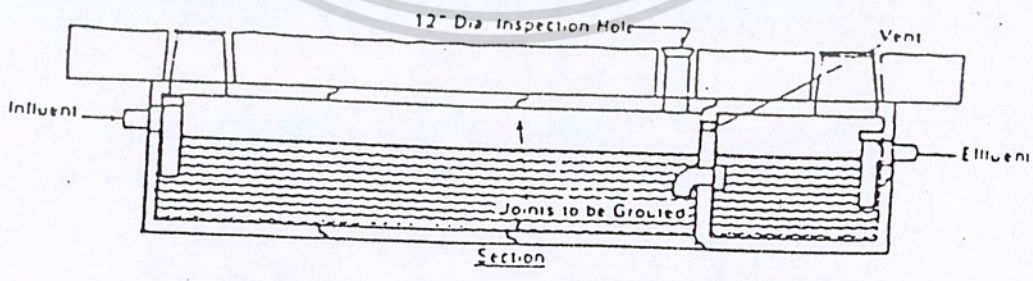 12" Dia. Inspection Hole
Vent
Influent
Effluent
Joints to be Grouted
Section